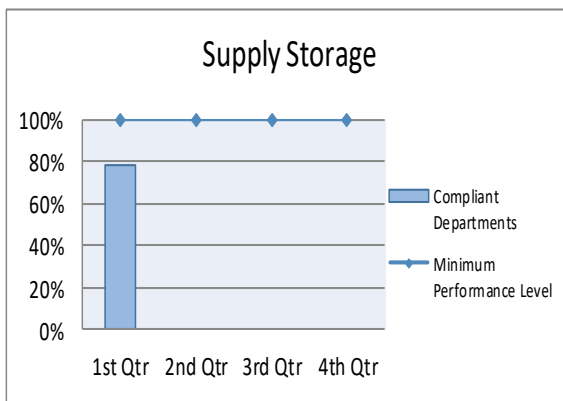 Supply Storage
100%
80%
60%
40%
20%
0%
1st Qtr 2nd Qtr 3rd Qtr 4th Qtr
Compliant
Departments
Minimum
Performance Level